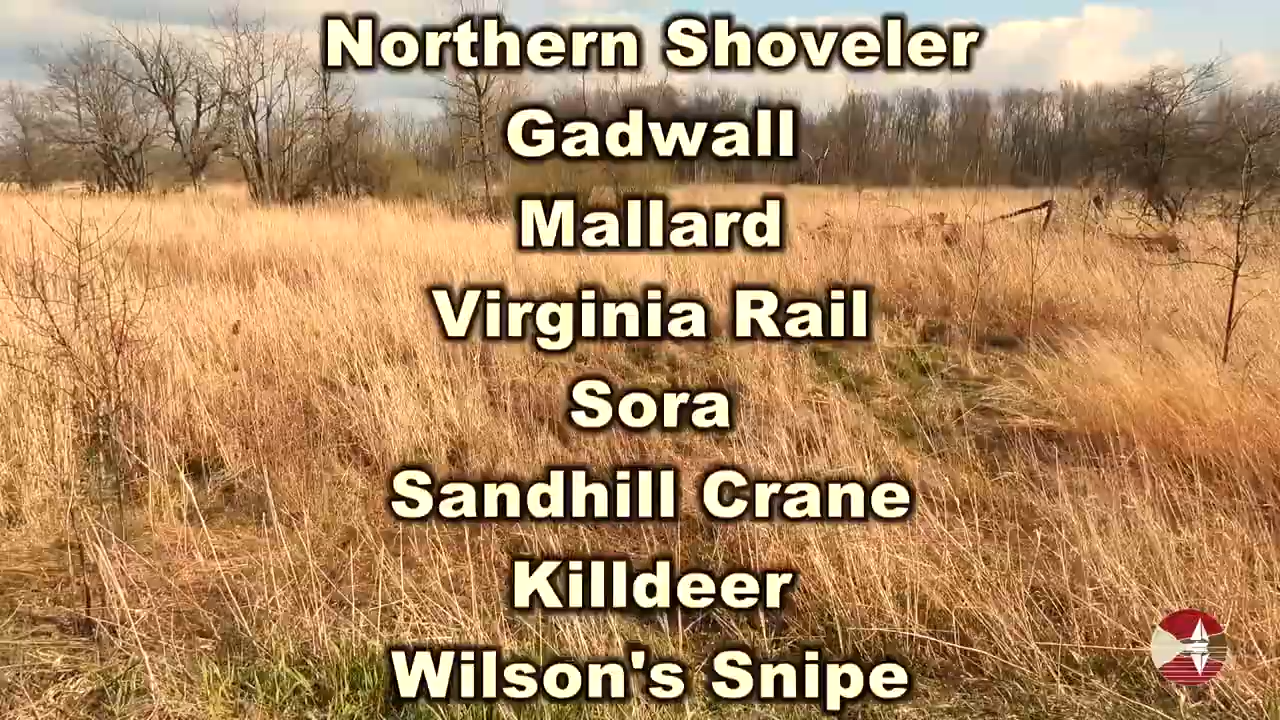 Northern Shoveler
Gadwall
Mallard
Virginia Rail
Sora
Sandhill Crane
Killdeer
Wilson's Snipe